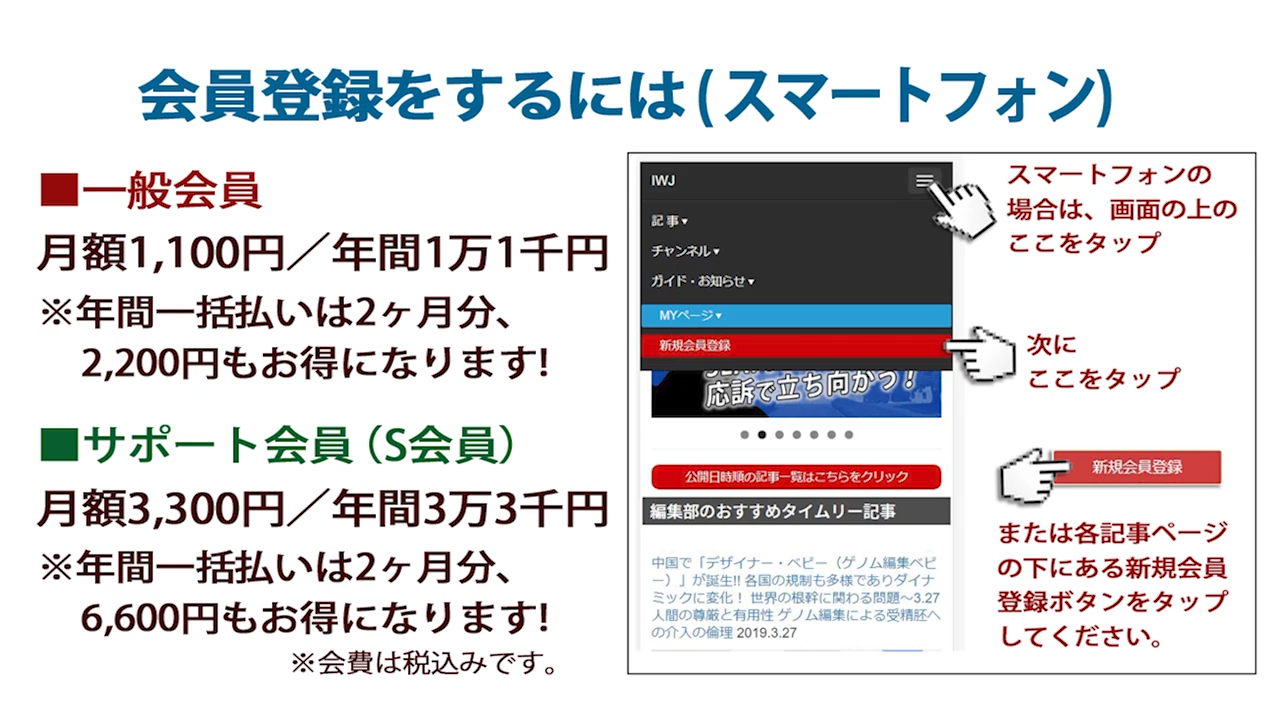 会員登録をするには(スマートフォン)
■一般会員
月額1,100円／年間1万1千円
※年間一括払いは2ヶ月分、
2,200円もお得になります!
■サポート会員（S会員）
月額3,300円／年間3万3千円
※年間一括払いは2ヶ月分、
6,600円もお得になります!
※会費は税込みです。
IWJ
記 事▼
チャンネル▼
ガイド・お知らせ▼
MYページ▼
新規会員登録
応訴で立ち向かう！
公開日時順の記事一覧はこちらをクリック
編集部のおすすめタイムリー記事
中国で「デザイナー・ベビー（ゲノム編集ベビ
ー）」が誕生!! 各国の規制も多様でありダイナ
ミックに変化！ 世界の根幹に関わる問題～3.27
人間の尊厳と有用性 ゲノム編集による受精胚へ
の介入の倫理 2019.3.27
スマートフォンの
場合は、画面の上の
ここをタップ
次に
ここをタップ
新規会員登録
または各記事ページ
の下にある新規会員
登録ボタンをタップ
してください。